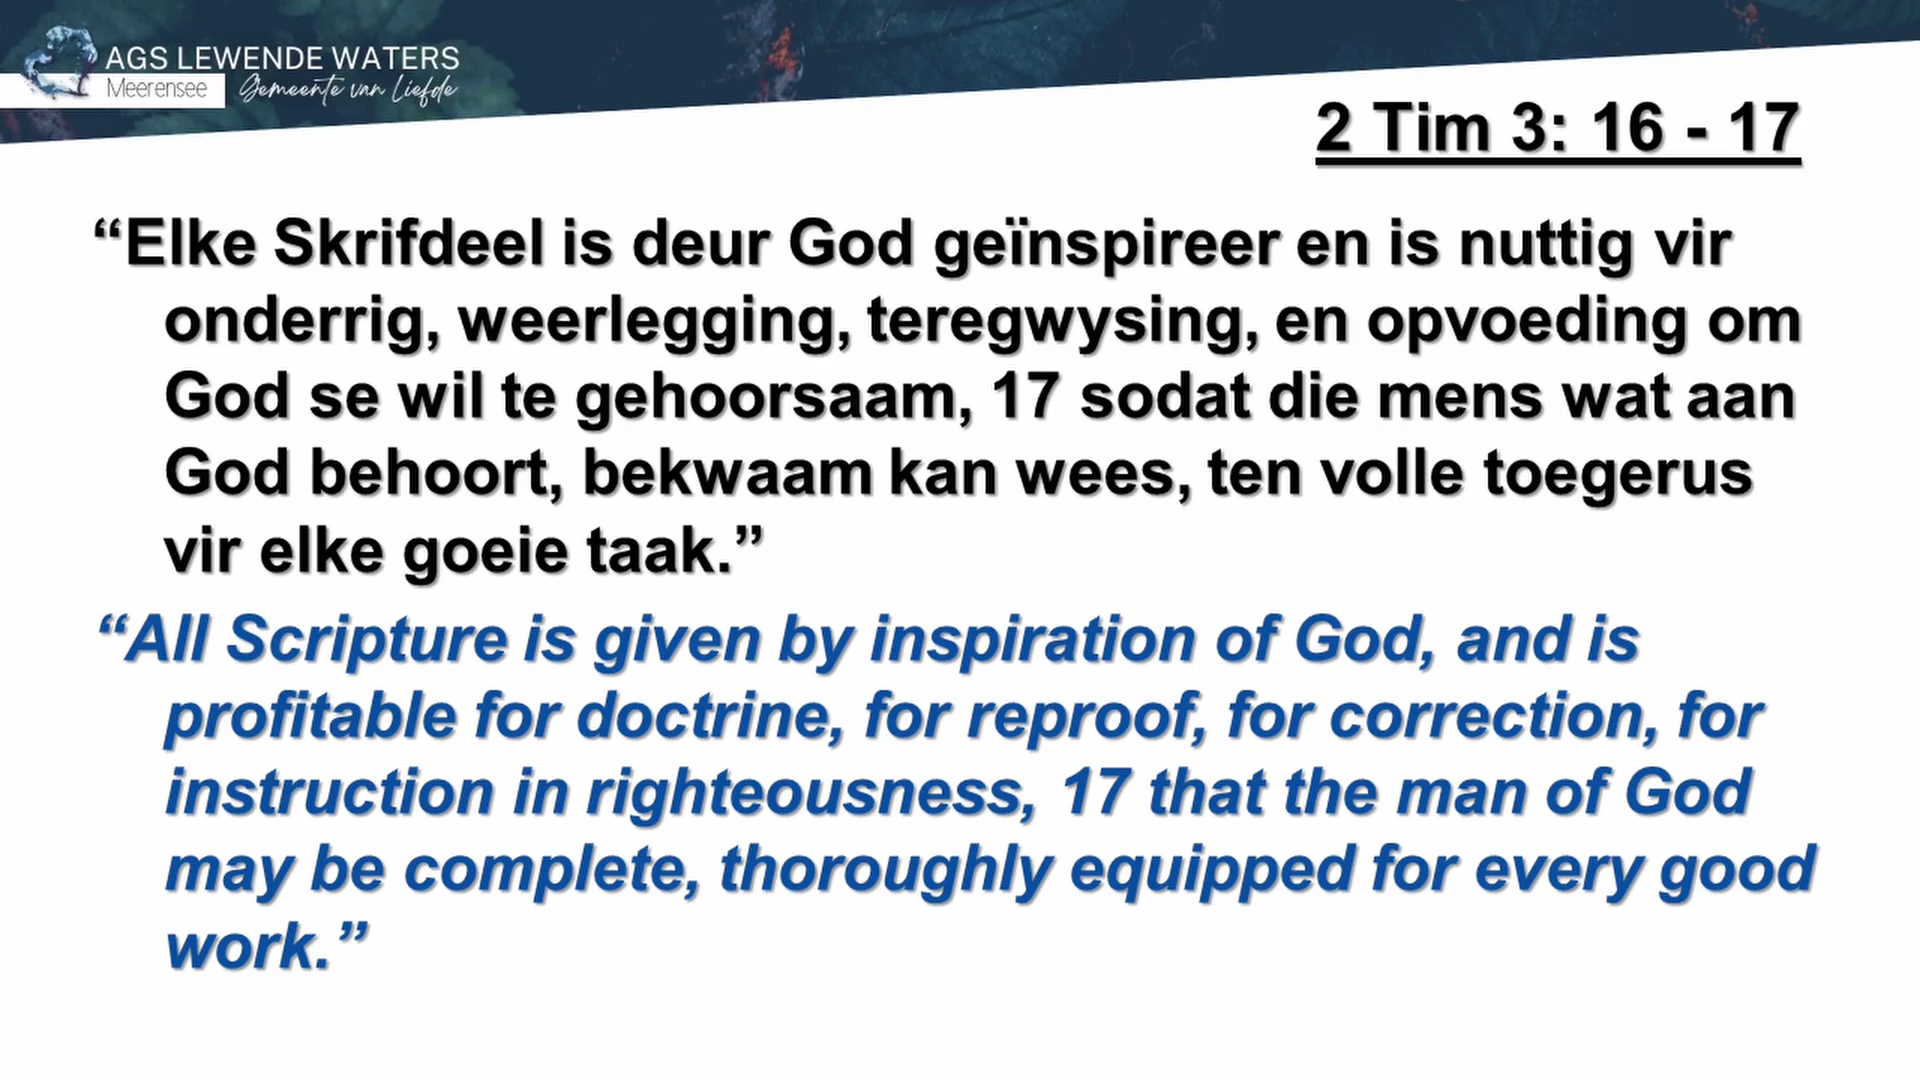 AGS LEWENDE WATERS
Meerensee Gemeente van Liefde
2 Tim 3: 16 - 17
“Elke Skrifdeel is deur God geïnspireer en is nuttig vir
onderrig, weerlegging, teregwysing, en opvoeding om
God se wil te gehoorsaam, 17 sodat die mens wat aan
God behoort, bekwaam kan wees, ten volle toegerus
vir elke goeie taak.”
“All Scripture is given by inspiration of God, and is
profitable for doctrine, for reproof, for correction, for
instruction in righteousness, 17 that the man of God
may be complete, thoroughly equipped for every good
work.”